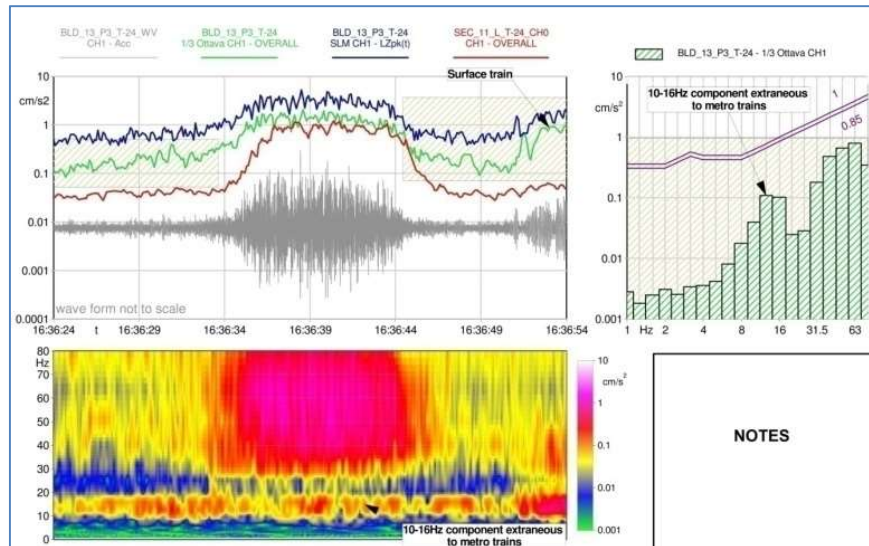 BLD_13_P3_T-24_WV
CH1 - Acc
BLD_13_P3_T-24
1/3 Ottava CH1 - OVERALL
BLD_13_P3_T-24
SLM CH1 - LZpk(t)
SEC_11_L_T-24_CH0
CH1 - OVERALL
10
cm/s2
1
0.1
0.01
0.001
0.0001
Surface train
wave form not to scale
16:36:24 t 16:36:29 16:36:34 16:36:39 16:36:44 16:36:49 16:36:54
BLD_13_P3_T-24 - 1/3 Ottava CH1
10
cm/s²
1
0.1
0.01
0.001
10-16Hz component extraneous
to metro trains
1
0.85
1 Hz 2 4 8 16 31.5 63
80
Hz
70
60
50
40
30
20
10
0
10-16Hz component extraneous
to metro trains
10
cm/s²
1
0.1
0.01
0.001
NOTES